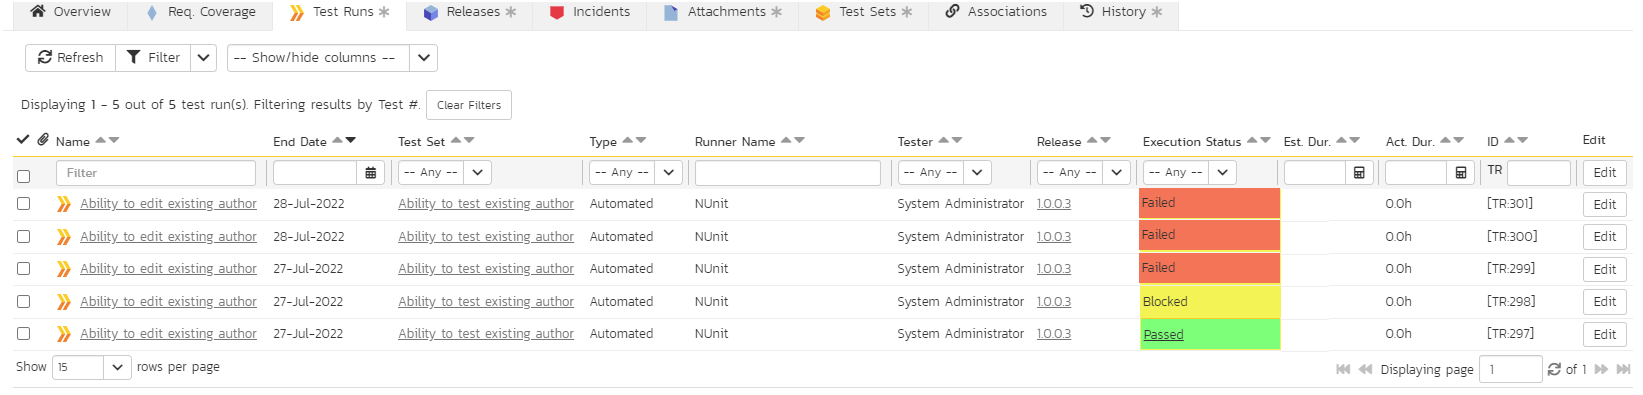 Overview Req. Coverage Test Runs * Releases * Incidents Attachments * Test Sets * Associations History *
Refresh Filter -- Show/hide columns --
Displaying 1 - 5 out of 5 test run(s). Filtering results by Test #. Clear Filters
Name End Date Test Set Type Runner Name Tester Release Execution Status Est. Dur. Act. Dur. ID Edit
Filter -- Any -- -- Any -- -- Any -- -- Any -- -- Any -- TR Edit
Ability to edit existing author 28-Jul-2022 Ability to test existing author Automated NUnit System Administrator 1.0.0.3 Failed 0.0h [TR:301] Edit
Ability to edit existing author 28-Jul-2022 Ability to test existing author Automated NUnit System Administrator 1.0.0.3 Failed 0.0h [TR:300] Edit
Ability to edit existing author 27-Jul-2022 Ability to test existing author Automated NUnit System Administrator 1.0.0.3 Failed 0.0h [TR:299] Edit
Ability to edit existing author 27-Jul-2022 Ability to test existing author Automated NUnit System Administrator 1.0.0.3 Blocked 0.0h [TR:298] Edit
Ability to edit existing author 27-Jul-2022 Ability to test existing author Automated NUnit System Administrator 1.0.0.3 Passed 0.0h [TR:297] Edit
Show 15 rows per page Displaying page 1 of 1